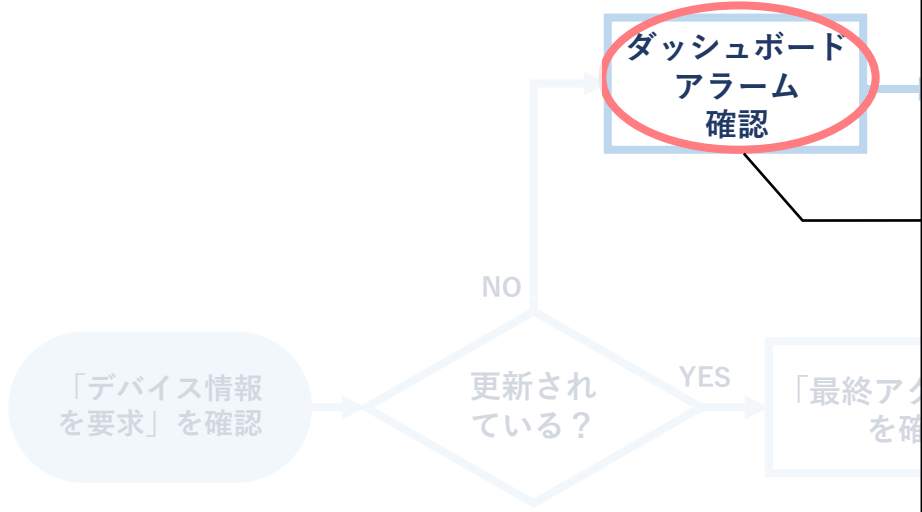 ダッシュボード
アラーム
確認
NO
「デバイス情報
を要求」を確認
更新され
ている？
YES
「最終アク
を確